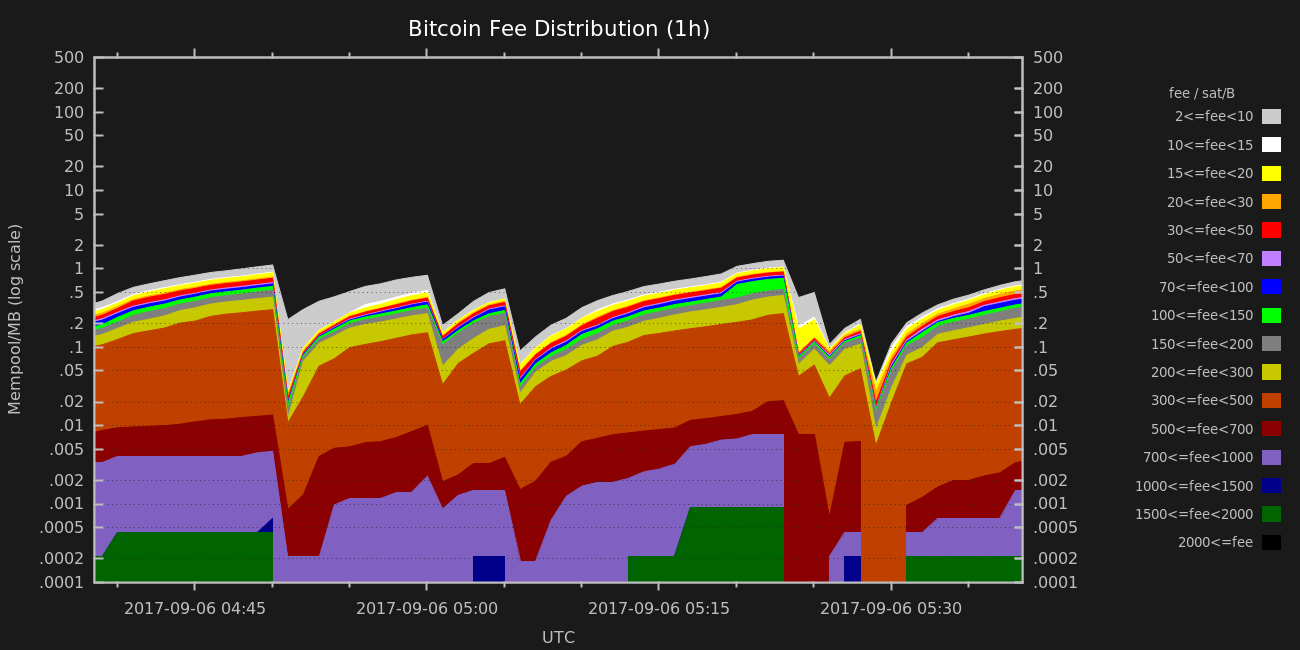 Bitcoin Fee Distribution (1h)
500 500
200 200
100 100
50 50
20 20
10 10
5 5
2 2
1 1
.5 .5
.2 .2
.1 .1
.05 .05
.02 .02
.01 .01
.005 .005
.002 .002
.001 .001
.0005 .0005
.0002 .0002
.0001 .0001
Mempool/MB (log scale)
2017-09-06 04:45 2017-09-06 05:00 2017-09-06 05:15 2017-09-06 05:30
UTC
fee / sat/B
2<=fee<10
10<=fee<15
15<=fee<20
20<=fee<30
30<=fee<50
50<=fee<70
70<=fee<100
100<=fee<150
150<=fee<200
200<=fee<300
300<=fee<500
500<=fee<700
700<=fee<1000
1000<=fee<1500
1500<=fee<2000
2000<=fee